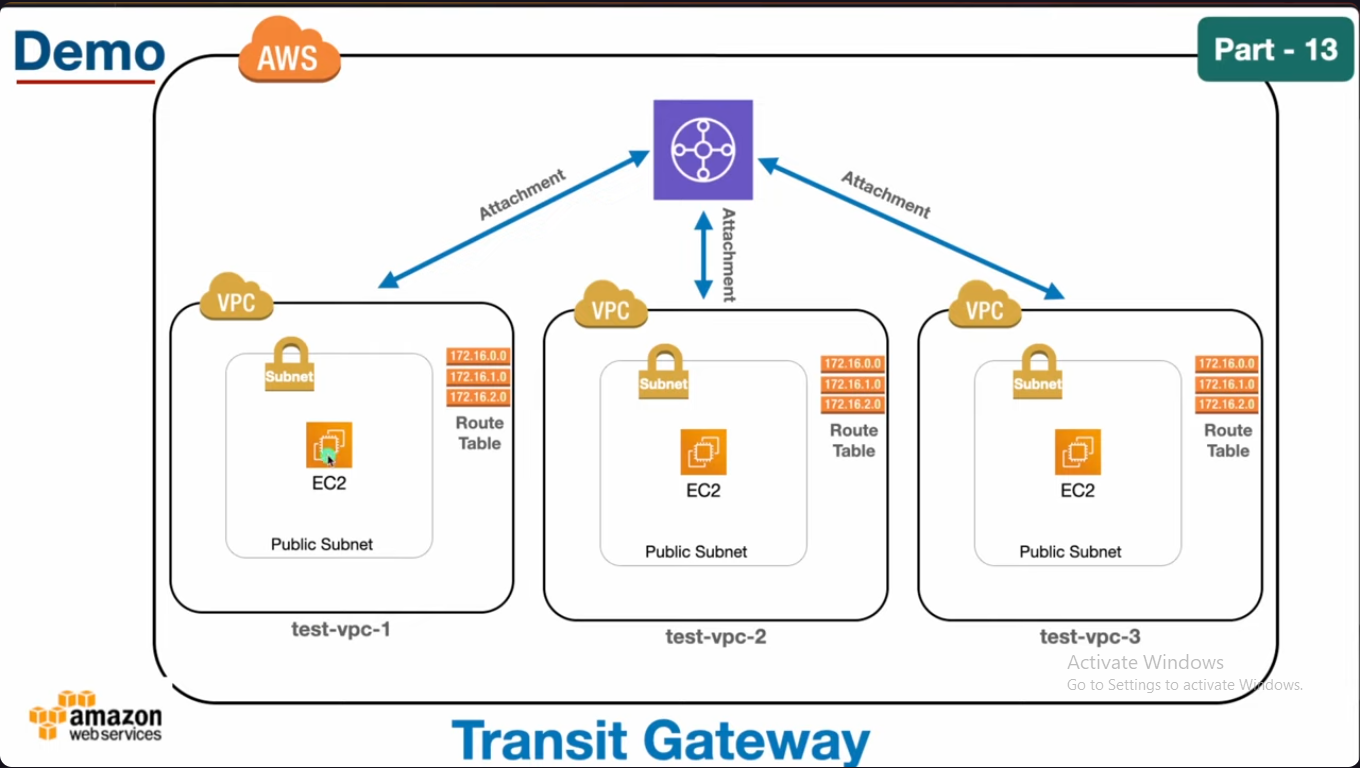 Demo
AWS
Part - 13
Attachment
Attachment
Attachment
VPC
Subnet
172.16.0.0
172.16.1.0
172.16.2.0
Route
Table
EC2
Public Subnet
test-vpc-1
VPC
Subnet
172.16.0.0
172.16.1.0
172.16.2.0
Route
Table
EC2
Public Subnet
test-vpc-2
VPC
Subnet
172.16.0.0
172.16.1.0
172.16.2.0
Route
Table
EC2
Public Subnet
test-vpc-3
Activate Windows
Go to Settings to activate Windows.
amazon
webservices
Transit Gateway